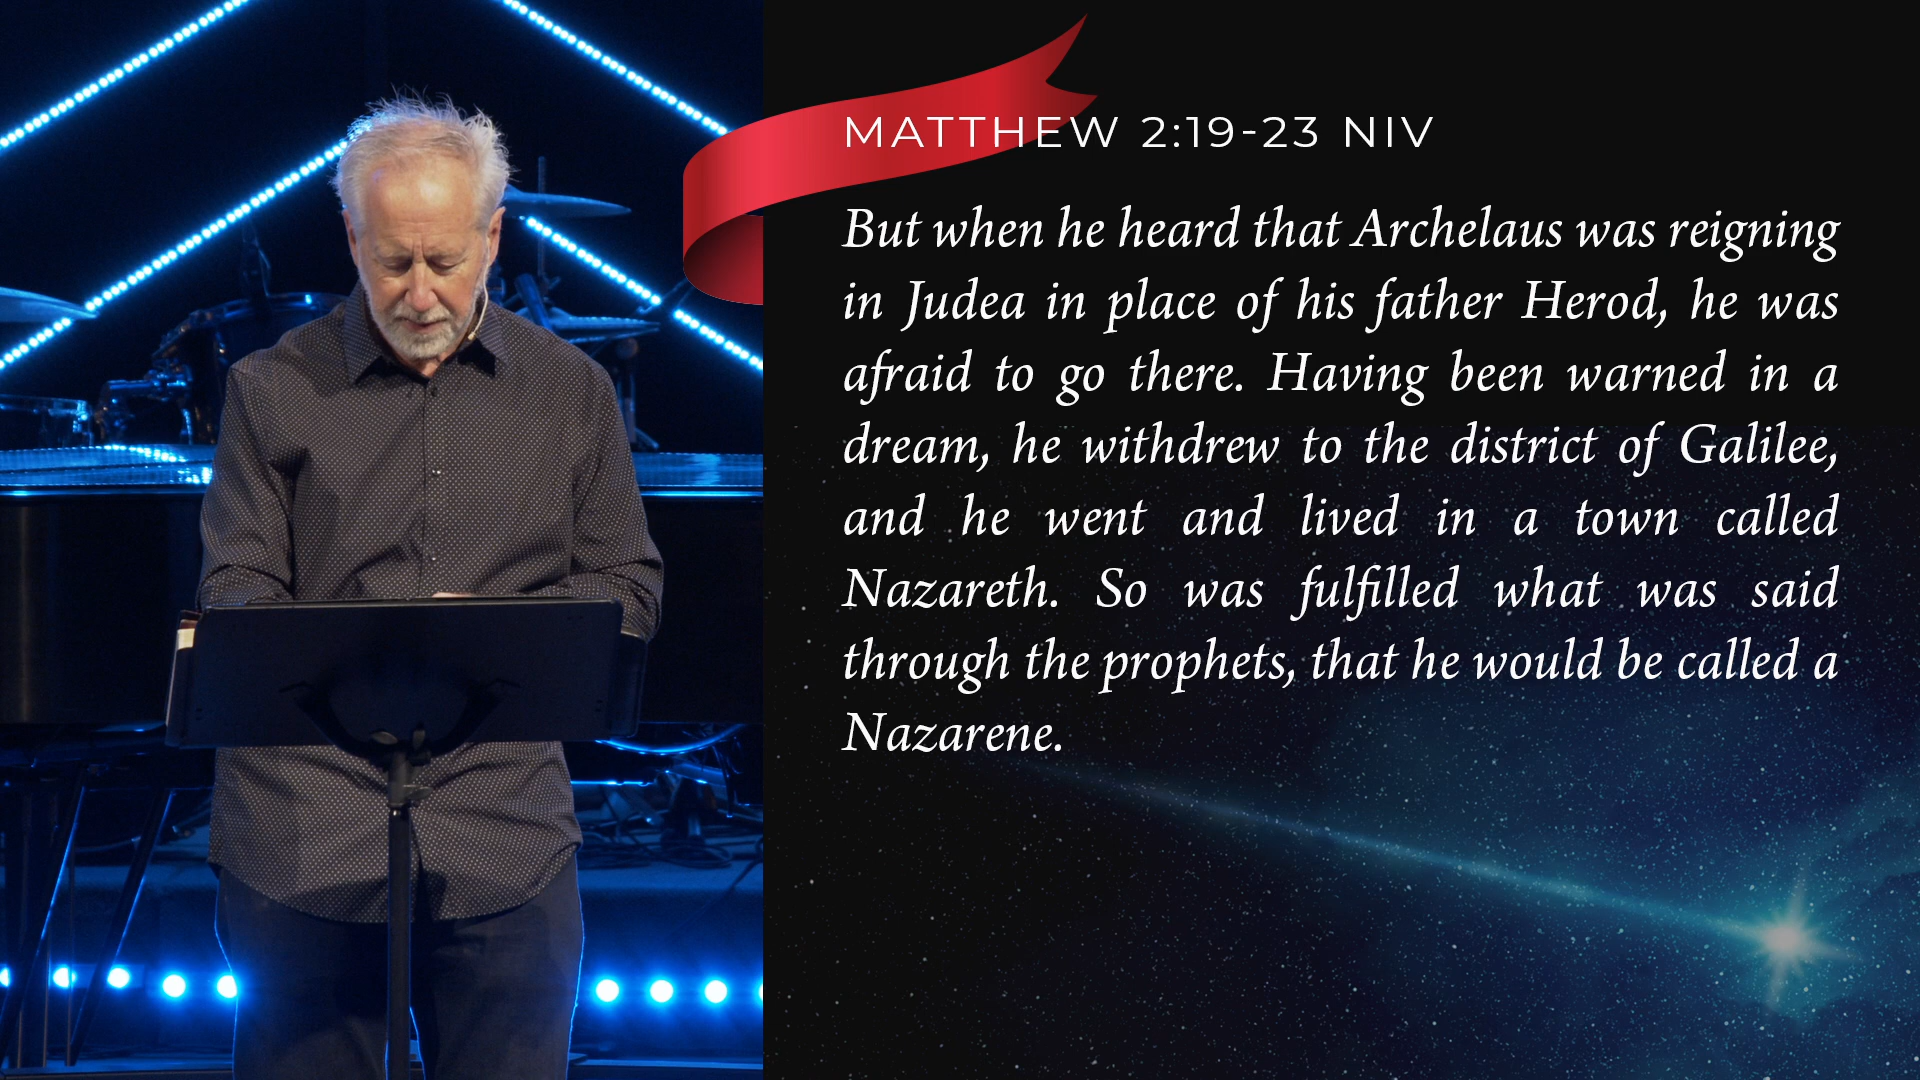 MATTHEW 2:19-23 NIV
But when he heard that Archelaus was reigning
in Judea in place of his father Herod, he was
afraid to go there. Having been warned in a
dream, he withdrew to the district of Galilee,
and he went and lived in a town called
Nazareth. So was fulfilled what was said
through the prophets, that he would be called a
Nazarene.